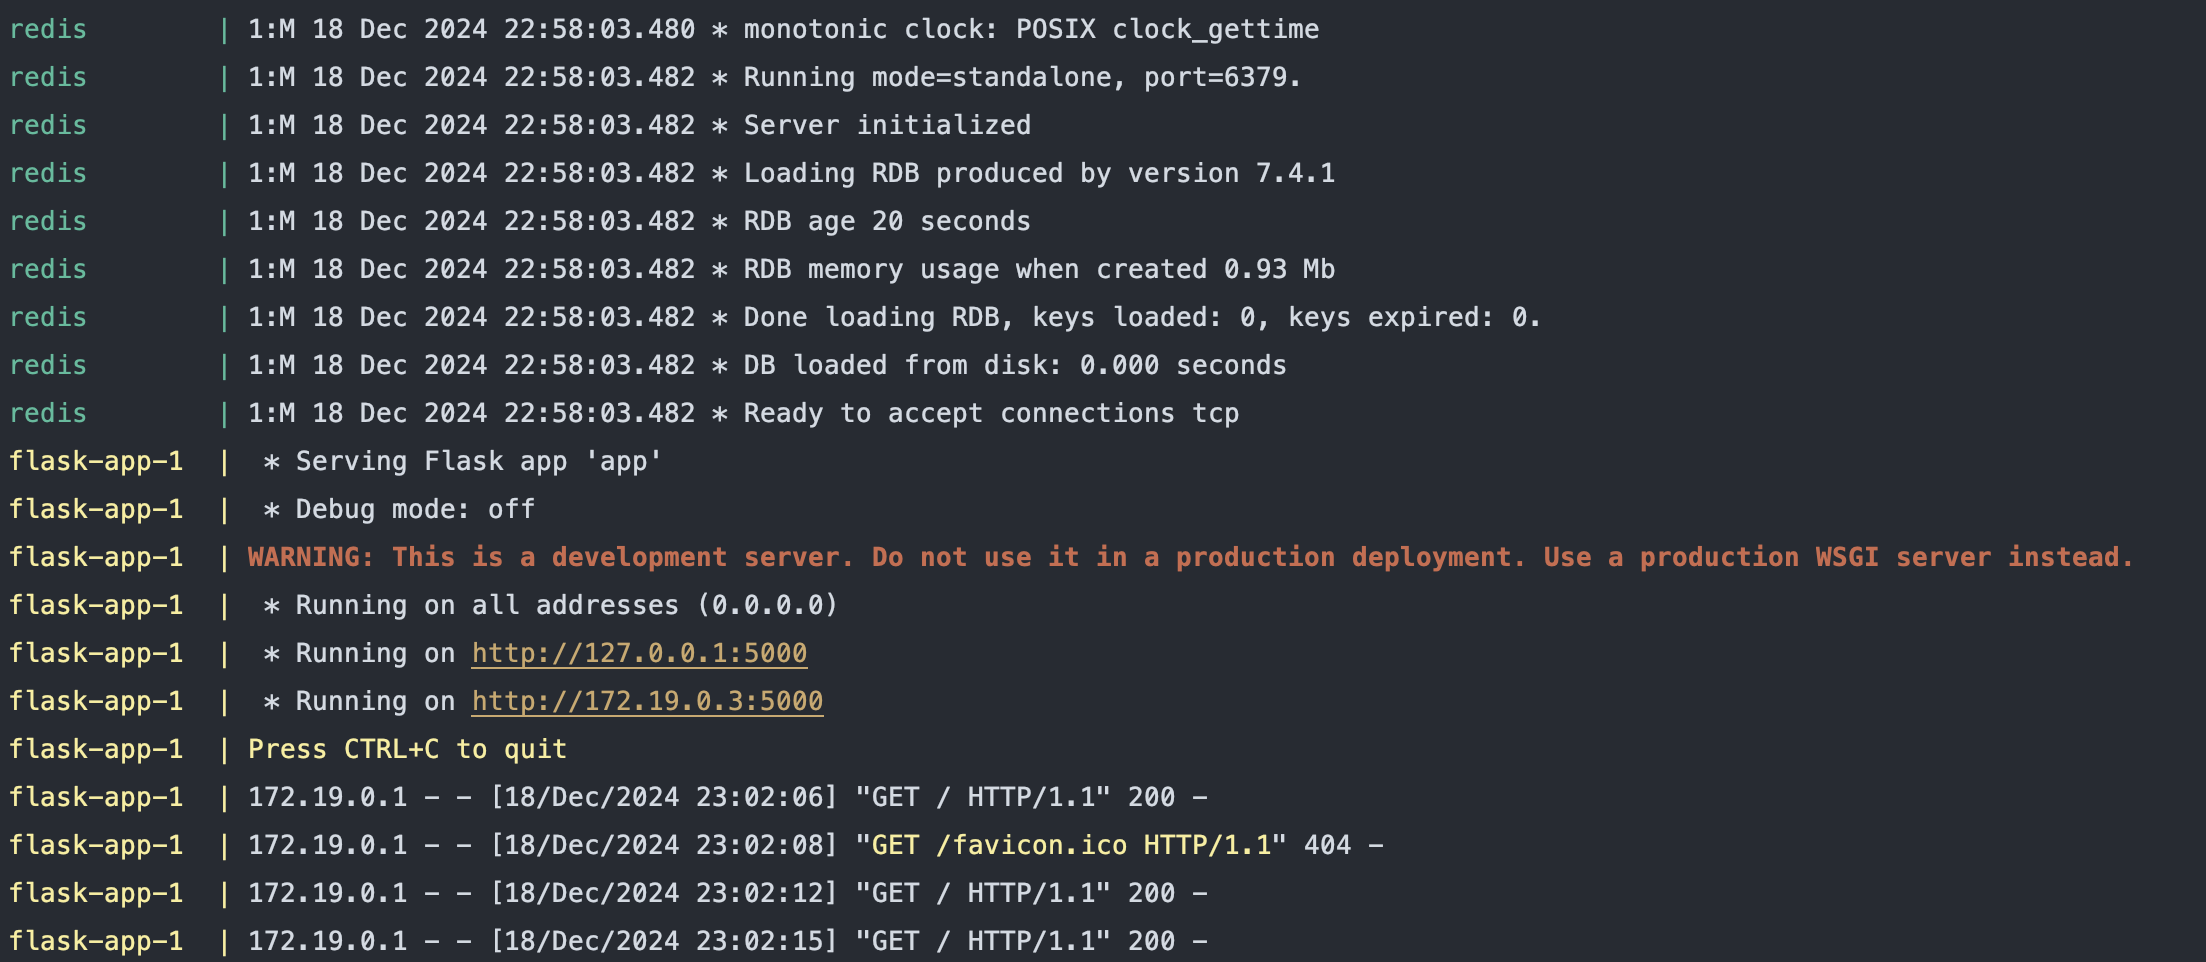 redis | 1:M 18 Dec 2024 22:58:03.480 * monotonic clock: POSIX clock_gettime
redis | 1:M 18 Dec 2024 22:58:03.482 * Running mode=standalone, port=6379.
redis | 1:M 18 Dec 2024 22:58:03.482 * Server initialized
redis | 1:M 18 Dec 2024 22:58:03.482 * Loading RDB produced by version 7.4.1
redis | 1:M 18 Dec 2024 22:58:03.482 * RDB age 20 seconds
redis | 1:M 18 Dec 2024 22:58:03.482 * RDB memory usage when created 0.93 Mb
redis | 1:M 18 Dec 2024 22:58:03.482 * Done loading RDB, keys loaded: 0, keys expired: 0.
redis | 1:M 18 Dec 2024 22:58:03.482 * DB loaded from disk: 0.000 seconds
redis | 1:M 18 Dec 2024 22:58:03.482 * Ready to accept connections tcp
flask-app-1 | * Serving Flask app 'app'
flask-app-1 | * Debug mode: off
flask-app-1 | WARNING: This is a development server. Do not use it in a production deployment. Use a production WSGI server instead.
flask-app-1 | * Running on all addresses (0.0.0.0)
flask-app-1 | * Running on http://127.0.0.1:5000
flask-app-1 | * Running on http://172.19.0.3:5000
flask-app-1 | Press CTRL+C to quit
flask-app-1 | 172.19.0.1 - - [18/Dec/2024 23:02:06] "GET / HTTP/1.1" 200 -
flask-app-1 | 172.19.0.1 - - [18/Dec/2024 23:02:08] "GET /favicon.ico HTTP/1.1" 404 -
flask-app-1 | 172.19.0.1 - - [18/Dec/2024 23:02:12] "GET / HTTP/1.1" 200 -
flask-app-1 | 172.19.0.1 - - [18/Dec/2024 23:02:15] "GET / HTTP/1.1" 200 -